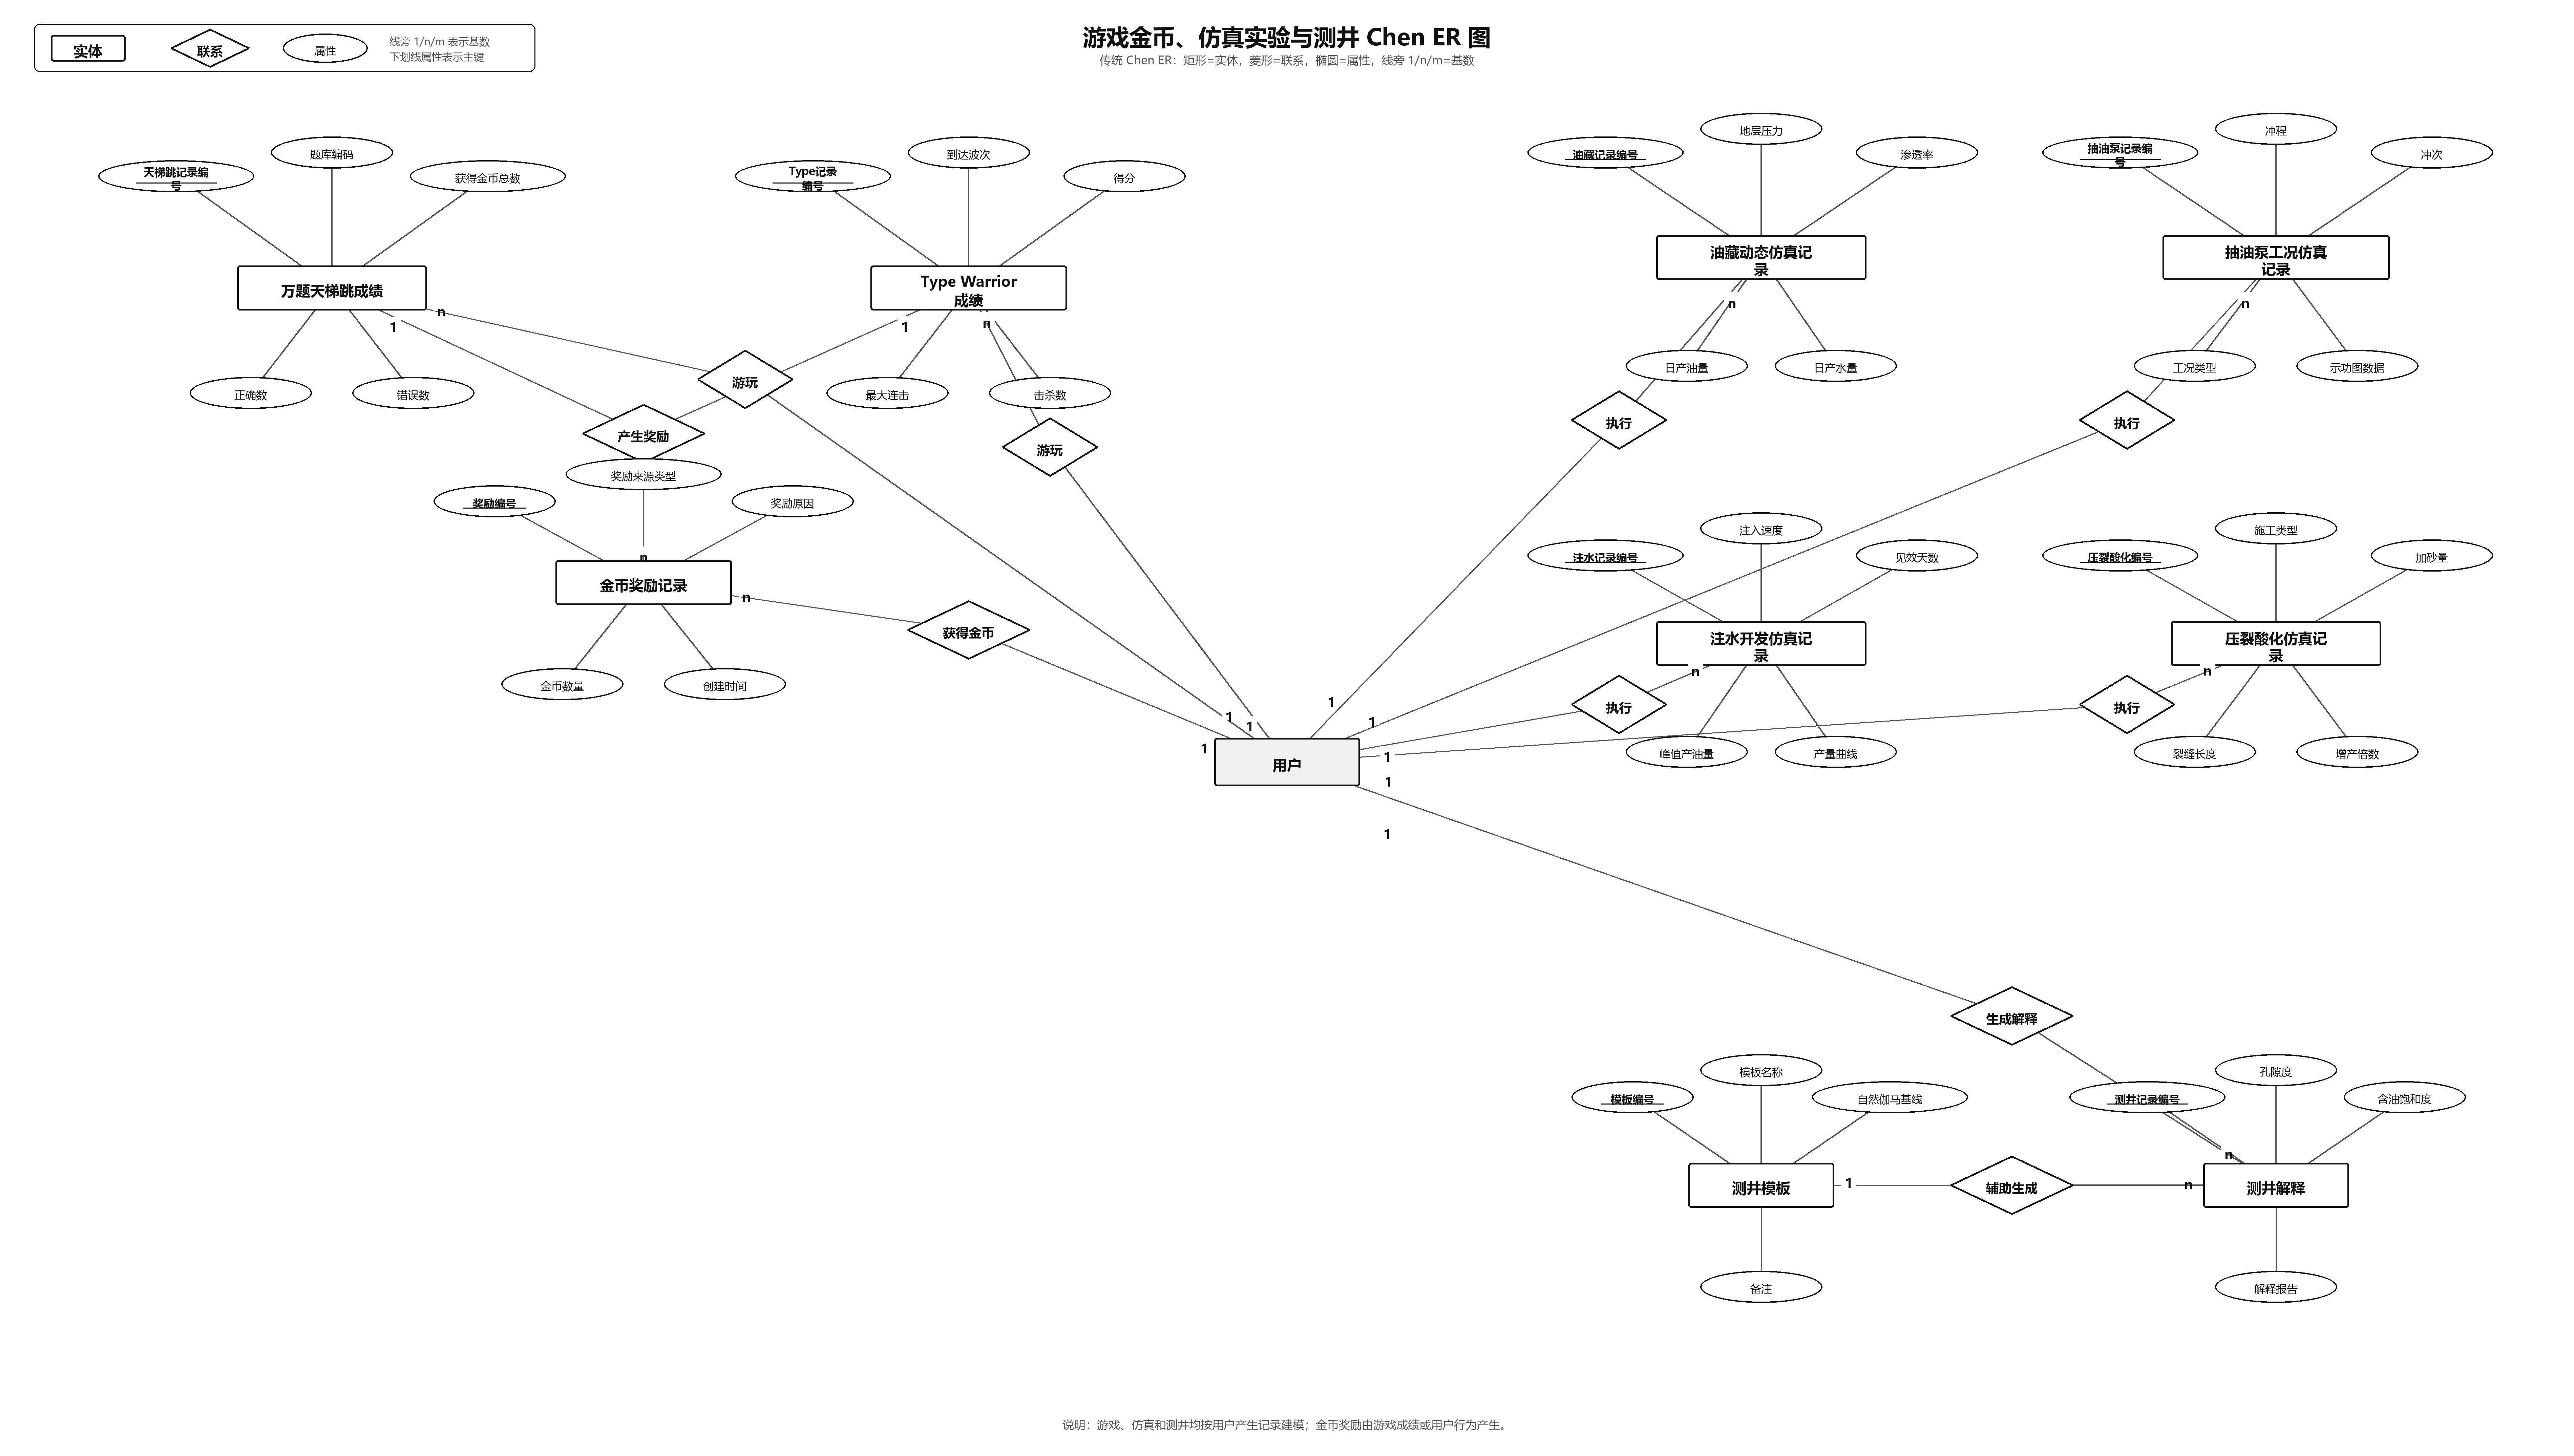 游戏金币、仿真实验与测井 Chen ER 图
传统 Chen ER：矩形=实体，菱形=联系，椭圆=属性，线旁 1/n/m=基数
实体
联系
属性
线旁 1/n/m 表示基数
下划线属性表示主键
天梯跳记录编
号
题库编码
获得金币总数
万题天梯跳成绩
正确数
错误数
1
n
Type记录
编号
到达波次
得分
Type Warrior
成绩
最大连击
击杀数
1
n
游玩
游玩
产生奖励
奖励来源类型
奖励编号
奖励原因
n
金币奖励记录
n
金币数量
创建时间
获得金币
油藏记录编号
地层压力
渗透率
油藏动态仿真记
录
n
日产油量
日产水量
执行
抽油泵记录编
号
冲程
冲次
抽油泵工况仿真
记录
n
工况类型
示功图数据
执行
注水记录编号
注入速度
见效天数
注水开发仿真记
录
n
执行
峰值产油量
产量曲线
压裂酸化编号
施工类型
加砂量
压裂酸化仿真记
录
n
执行
裂缝长度
增产倍数
1
1
1
1
1
1
1
1
用户
生成解释
模板编号
模板名称
自然伽马基线
测井模板
1
辅助生成
n
备注
测井记录编号
孔隙度
含油饱和度
n
测井解释
解释报告
说明：游戏、仿真和测井均按用户产生记录建模；金币奖励由游戏成绩或用户行为产生。